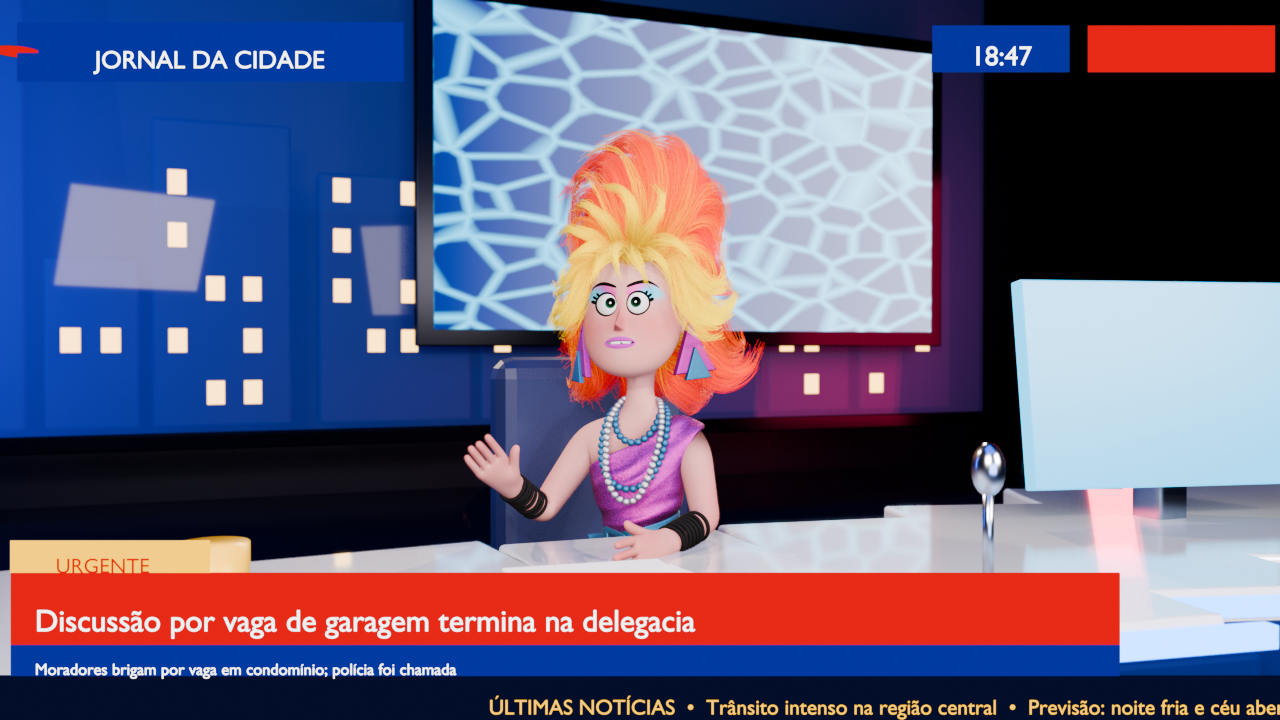 JORNAL DA CIDADE
18:47
URGENTE
Discussão por vaga de garagem termina na delegacia
Moradores brigam por vaga em condomínio; polícia foi chamada
ÚLTIMAS NOTÍCIAS • Trânsito intenso na região central • Previsão: noite fria e céu